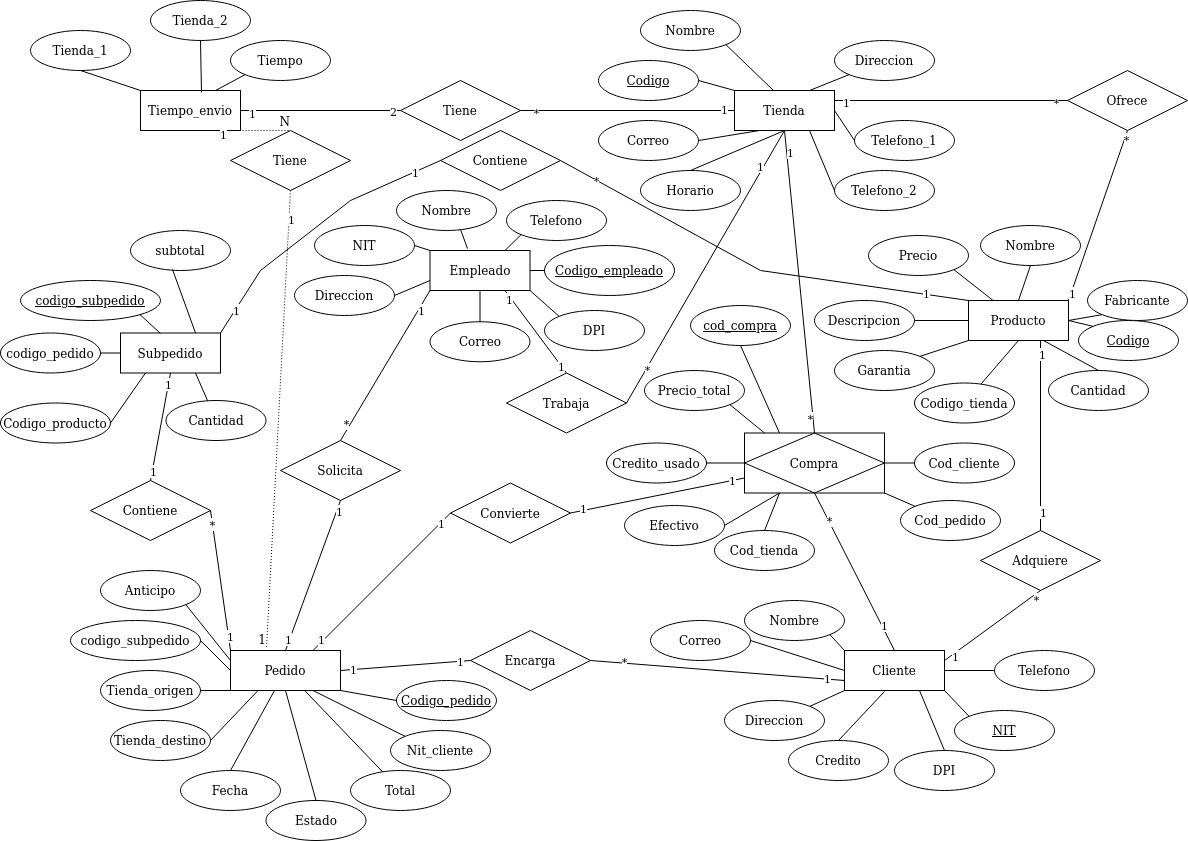 Tienda_2
Tienda_1
Tiempo
Tiempo_envio
1
2
Tiene
*
1
1
N
Tiene
1
1
Nombre
Codigo
Direccion
Tienda
Correo
Telefono_1
Horario
Telefono_2
1
*
Ofrece
*
1
1
1
Contiene
1
*
1
1
subtotal
codigo_subpedido
codigo_pedido
Subpedido
Codigo_producto
Cantidad
1
1
Contiene
*
1
Nombre
Telefono
NIT
Empleado
Codigo_empleado
Direccion
Correo
DPI
1
1
1
Trabaja
*
*
Solicita
1
1
Precio
Nombre
Fabricante
Descripcion
Producto
Codigo
Garantia
Codigo_tienda
Cantidad
1
1
Adquiere
*
1
cod_compra
Precio_total
*
Credito_usado
Compra
Cod_cliente
Efectivo
Cod_pedido
Cod_tienda
1
1
Convierte
1
1
*
1
Anticipo
codigo_subpedido
Pedido
Tienda_origen
Codigo_pedido
Tienda_destino
Nit_cliente
Fecha
Total
Estado
1
1
Encarga
*
1
Nombre
Correo
Cliente
Telefono
Direccion
NIT
Credito
DPI